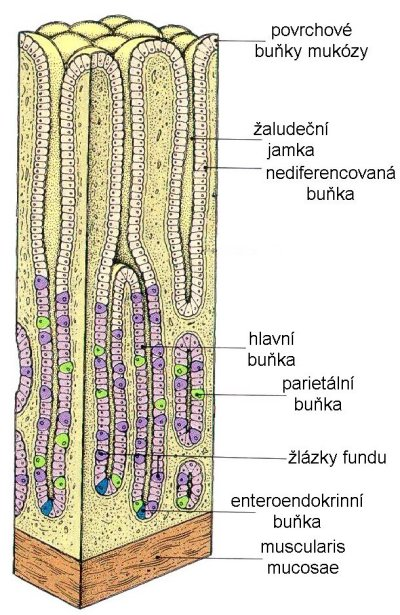 povrchové
buňky mukózy
žaludeční
jamka
nediferencovaná
buňka
hlavní
buňka
parietální
buňka
žlázky fundu
enteroendokrinní
buňka
muscularis
mucosae